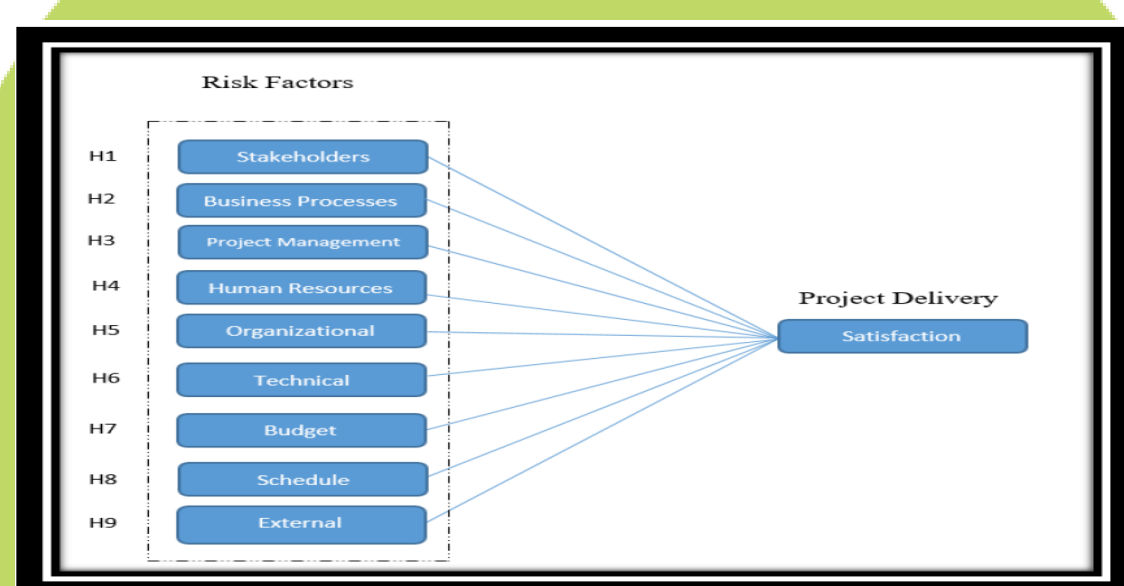 Risk Factors
H1 Stakeholders
H2 Business Processes
H3 Project Management
H4 Human Resources
H5 Organizational
H6 Technical
H7 Budget
H8 Schedule
H9 External
Project Delivery
Satisfaction